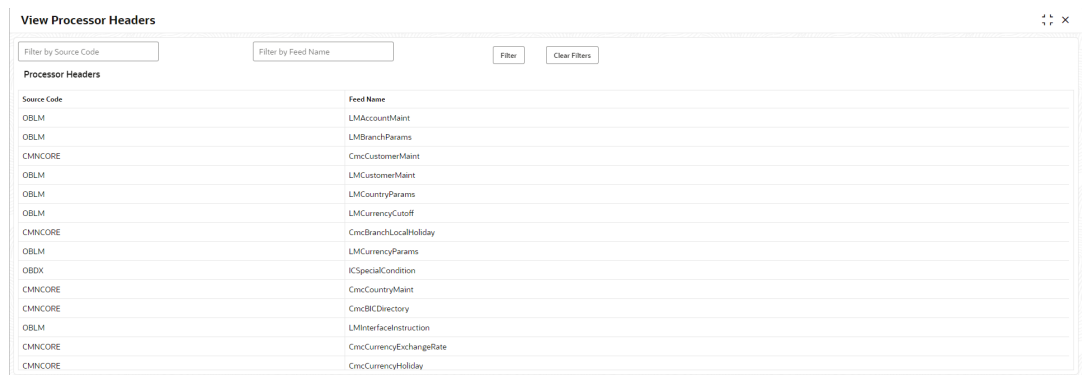 View Processor Headers
Filter by Source Code Filter by Feed Name Filter Clear Filters
Processor Headers
Source Code Feed Name
OBLM LMAccountMaint
OBLM LMBranchParams
CMNCORE CmcCustomerMaint
OBLM LMCustomerMaint
OBLM LMCountryParams
OBLM LMCurrencyCutoff
CMNCORE CmcBranchLocalHoliday
OBLM LMCurrencyParams
OBDX ICSpecialCondition
CMNCORE CmcCountryMaint
CMNCORE CmcBICDirectory
OBLM LMInterfaceInstruction
CMNCORE CmcCurrencyExchangeRate
CMNCORE CmcCurrencyHoliday